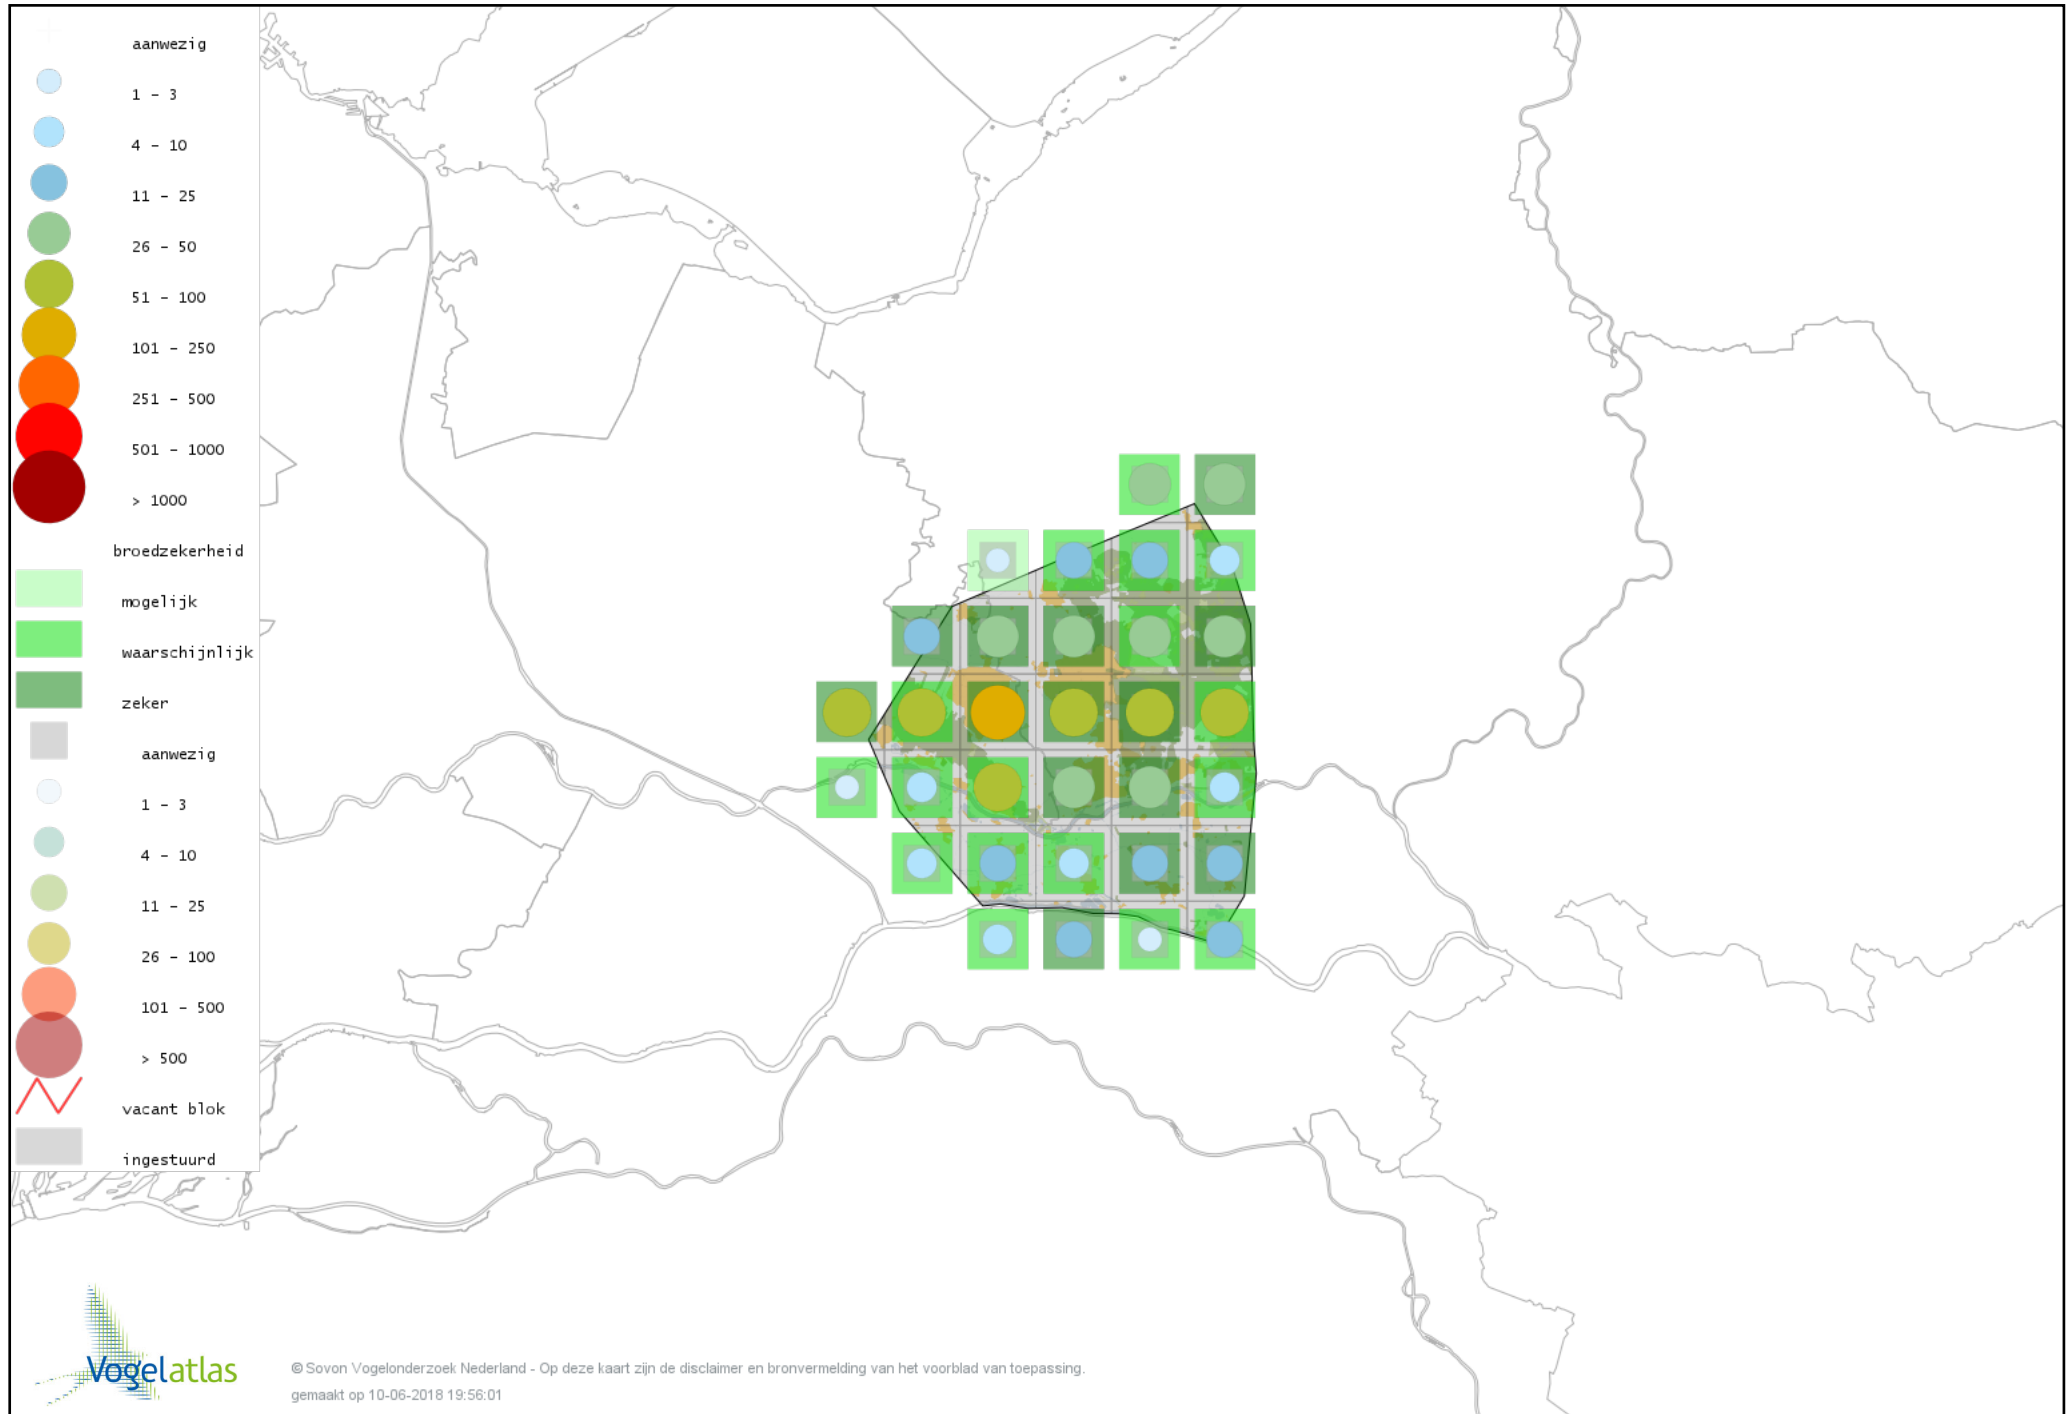 aanwezig
1 - 3
4 - 10
11 - 25
26 - 50
51 - 100
101 - 250
251 - 500
501 - 1000
> 1000
broedzekerheid
mogelijk
waarschijnlijk
zeker
aanwezig
1 - 3
4 - 10
11 - 25
26 - 100
101 - 500
> 500
vacant blok
ingestuurd
Vogelatlas
© Sovon Vogelonderzoek Nederland - Op deze kaart zijn de disclaimer en bronvermelding van het voorblad van toepassing.
gemaakt op 10-06-2018 19:56:01